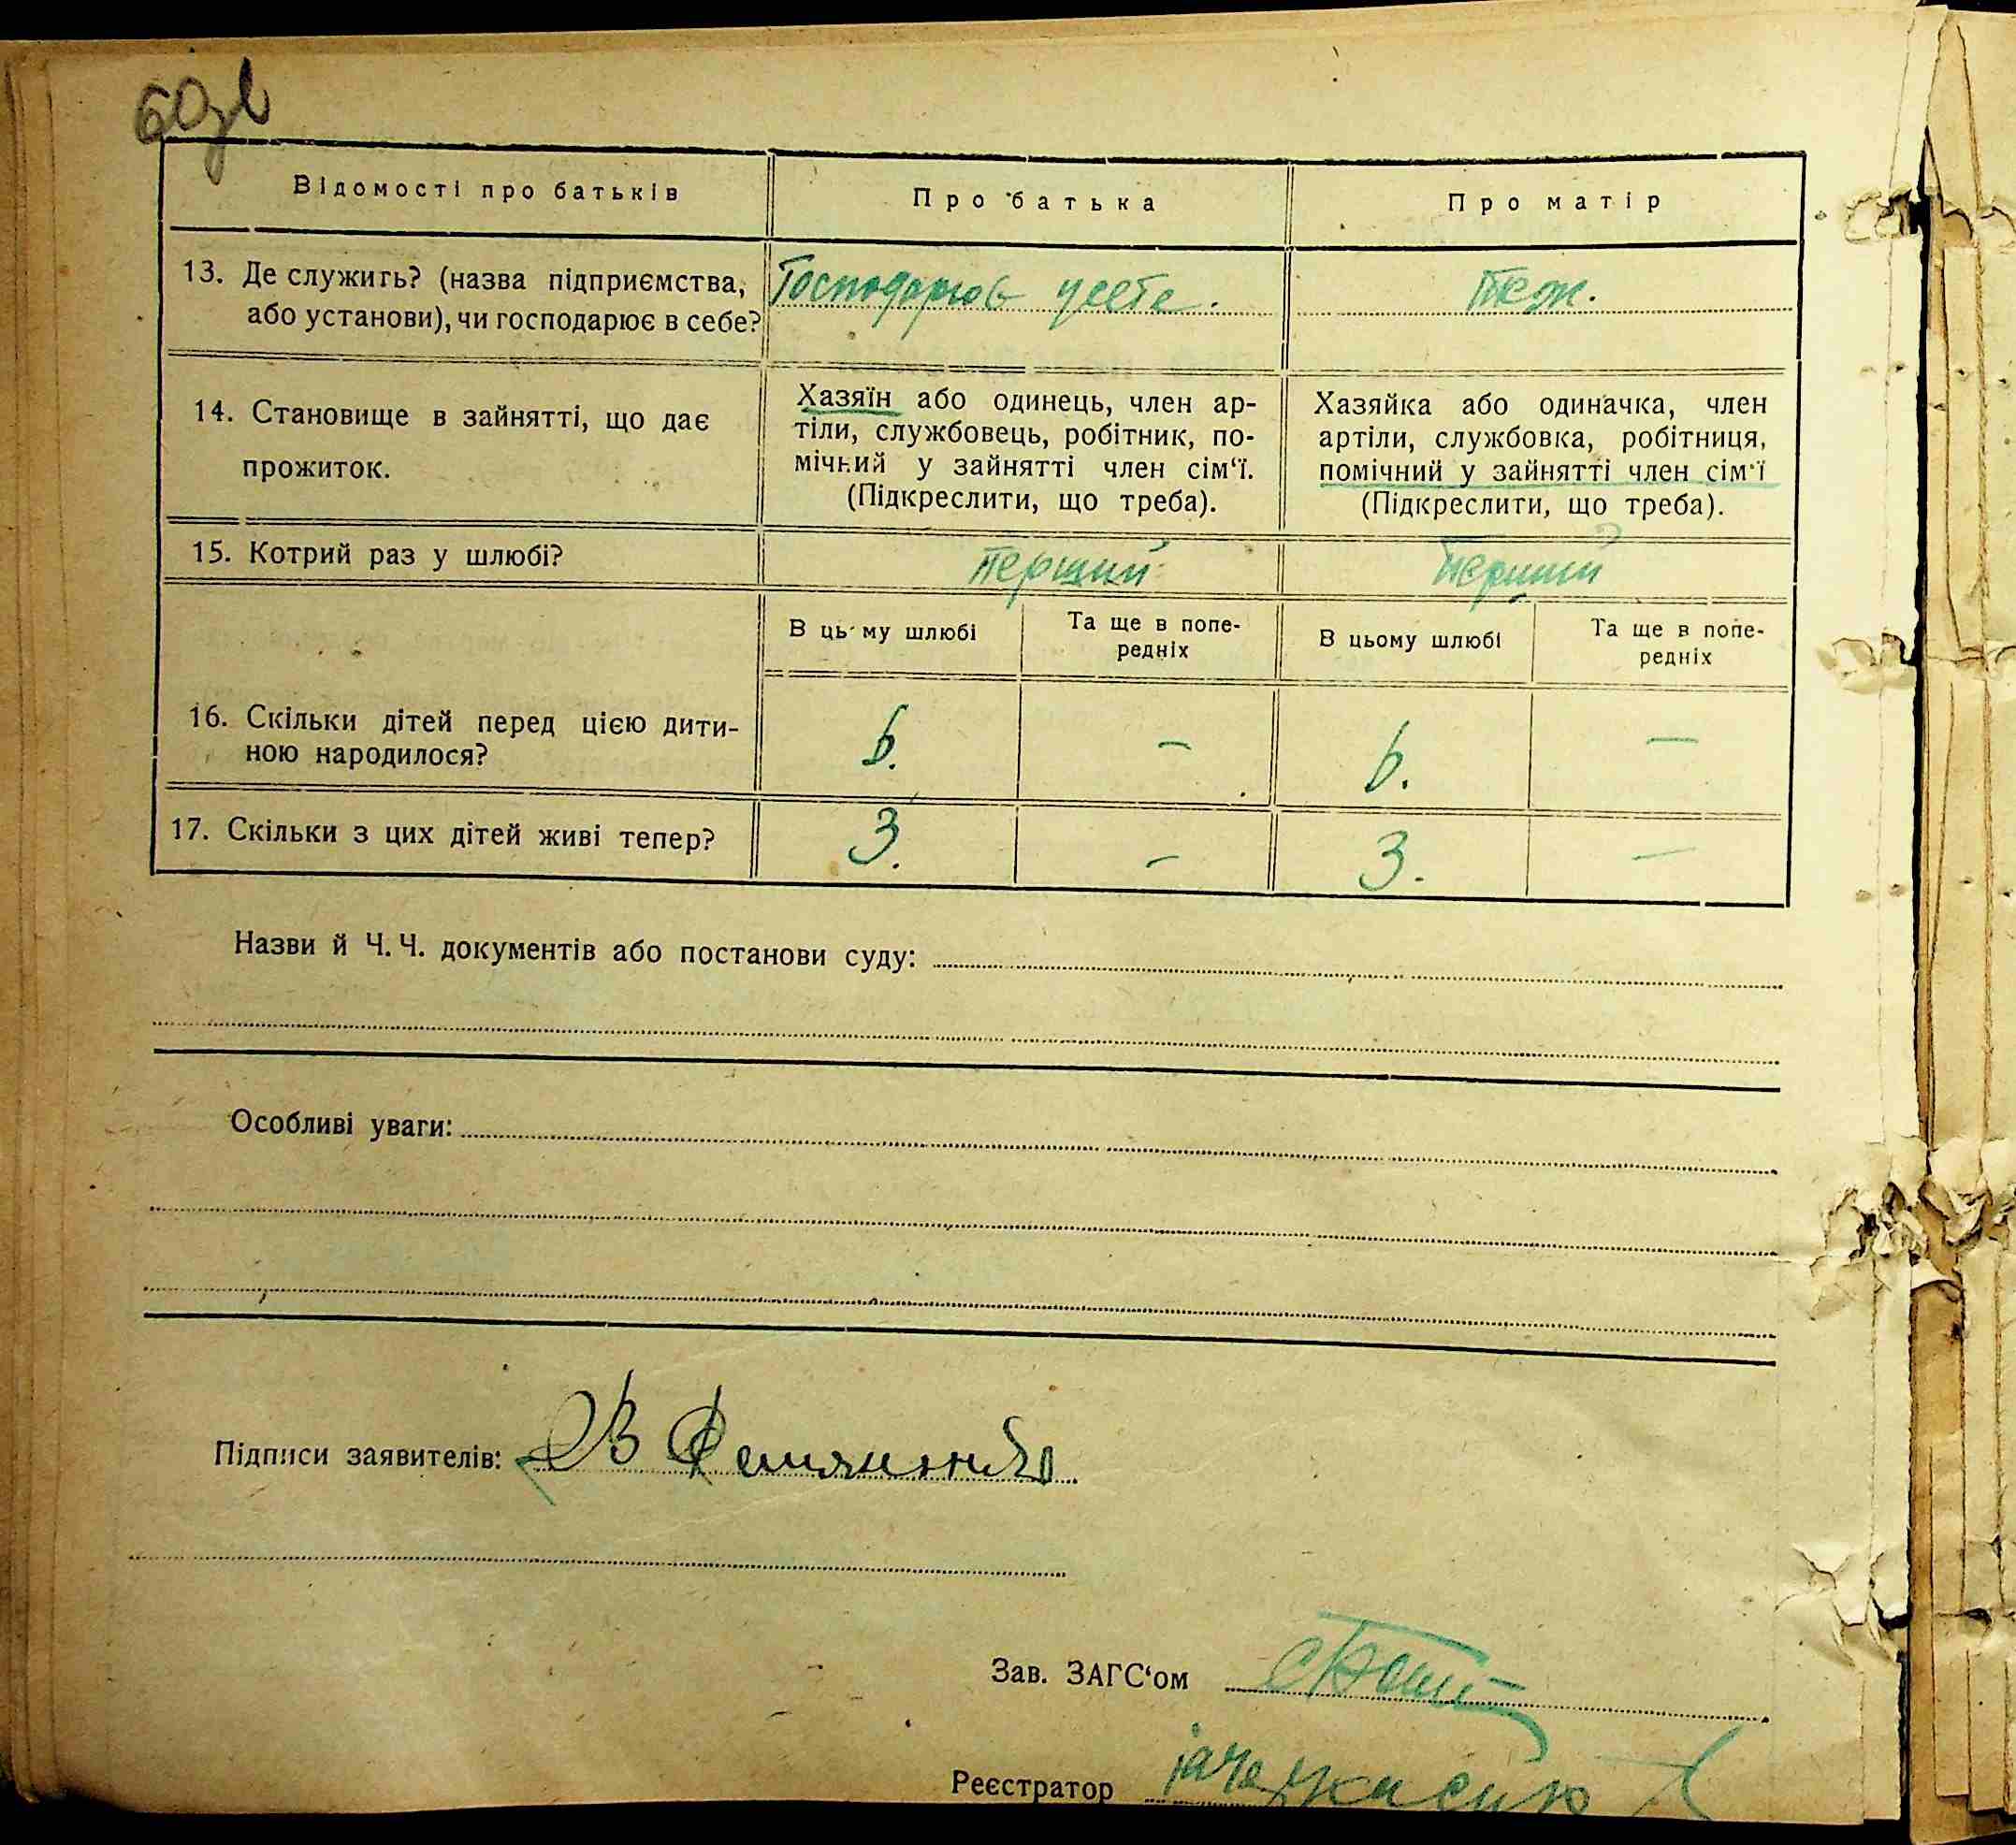 60зв
Відомості про батьків
Про батька
Про матір
13. Де служить? (назва підприємства,
або установи), чи господарює в себе?
Господарює у себе.
теж.
14. Становище в зайнятті, що дає
прожиток.
Хазяїн або одинець, член ар-
тіли, службовець, робітник, по-
мічний у зайнятті член сім'ї.
(Підкреслити, що треба).
Хазяйка або одиначка, член
артіли, службовка, робітниця,
помічний у зайнятті член сім'ї
(Підкреслити, що треба).
15. Котрий раз у шлюбі?
перший
перший
В цьму шлюбі
Та ще в попе-
редніх
В цьому шлюбі
Та ще в попе-
редніх
16. Скільки дітей перед цією дити-
ною народилося?
6.
–
6.
–
17. Скільки з цих дітей живі тепер?
3.
–
3.
–
Назви й Ч.Ч. документів або постанови суду:
Особливі уваги:
Підписи заявителів:
Зав. ЗАГС'ом
Реєстратор